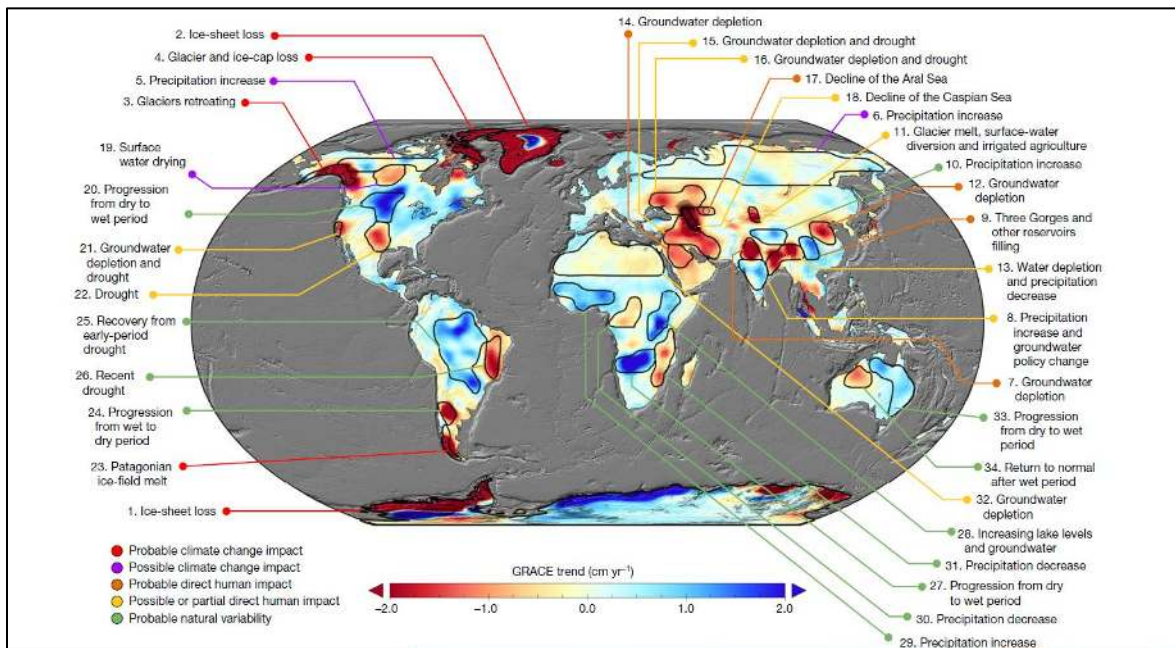 14. Groundwater depletion
2. Ice-sheet loss
15. Groundwater depletion and drought
4. Glacier and ice-cap loss
16. Groundwater depletion and drought
5. Precipitation increase
17. Decline of the Aral Sea
3. Glaciers retreating
18. Decline of the Caspian Sea
6. Precipitation increase
11. Glacier melt, surface-water
diversion and irrigated agriculture
19. Surface
water drying
10. Precipitation increase
20. Progression
from dry to
wet period
12. Groundwater
depletion
9. Three Gorges and
other reservoirs
filling
21. Groundwater
depletion and
drought
13. Water depletion
and precipitation
decrease
22. Drought
8. Precipitation
increase and
groundwater
policy change
25. Recovery from
early-period
drought
26. Recent
drought
7. Groundwater
depletion
24. Progression
from wet to
dry period
33. Progression
from dry to wet
period
23. Patagonian
ice-field melt
34. Return to normal
after wet period
32. Groundwater
depletion
1. Ice-sheet loss
28. Increasing lake levels
and groundwater
31. Precipitation decrease
27. Progression from dry
to wet period
30. Precipitation decrease
29. Precipitation increase
Probable climate change impact
Possible climate change impact
Probable direct human impact
Possible or partial direct human impact
Probable natural variability
GRACE trend (cm yr⁻¹)
−2.0 −1.0 0.0 1.0 2.0